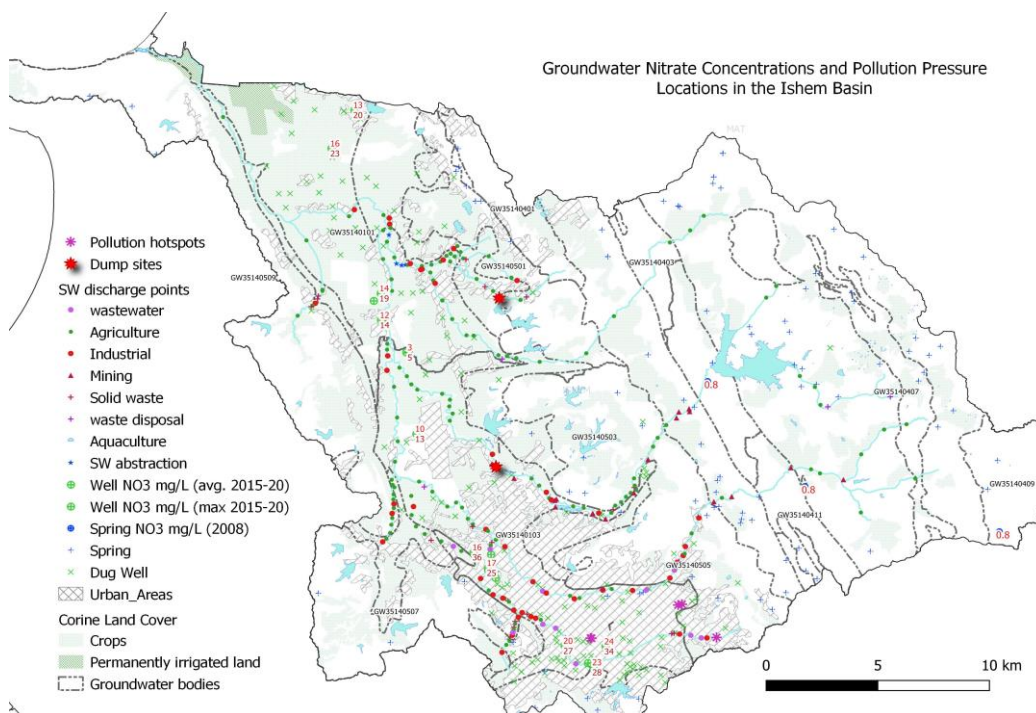 Groundwater Nitrate Concentrations and Pollution Pressure
Locations in the Ishem Basin
MAT
13
20
16
23
GW35140401
GW35140101
GW35140501
GW35140403
GW35140509
14
19
12
14
3
5
0.8
GW35140407
10
13
GW35140503
0.8
GW35140409
GW35140411
0.8
GW35140103
16
36
17
25
GW35140505
GW35140507
20
27
24
34
23
28
Pollution hotspots
Dump sites
SW discharge points
wastewater
Agriculture
Industrial
Mining
Solid waste
waste disposal
Aquaculture
SW abstraction
Well NO3 mg/L (avg. 2015-20)
Well NO3 mg/L (max 2015-20)
Spring NO3 mg/L (2008)
Spring
Dug Well
Urban_Areas
Corine Land Cover
Crops
Permanently irrigated land
Groundwater bodies
0 5 10 km